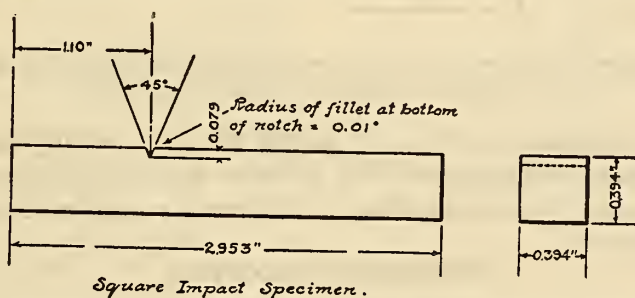 1.10"
45°
0.079
Radius of fillet at bottom
of notch = 0.01"
0.394"
2.953"
0.394"
Square Impact Specimen.